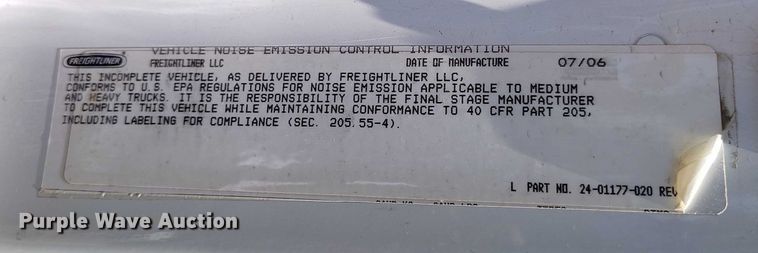 VEHICLE NOISE EMISSION CONTROL INFORMATION
FREIGHTLINER FREIGHTLINER LLC DATE OF MANUFACTURE 07/06
THIS INCOMPLETE VEHICLE, AS DELIVERED BY FREIGHTLINER LLC,
CONFORMS TO U.S. EPA REGULATIONS FOR NOISE EMISSION APPLICABLE TO MEDIUM
AND HEAVY TRUCKS. IT IS THE RESPONSIBILITY OF THE FINAL STAGE MANUFACTURER
TO COMPLETE THIS VEHICLE WHILE MAINTAINING CONFORMANCE TO 40 CFR PART 205,
INCLUDING LABELING FOR COMPLIANCE (SEC. 205.55-4).
L PART NO. 24-01177-020 REV
Purple Wave Auction